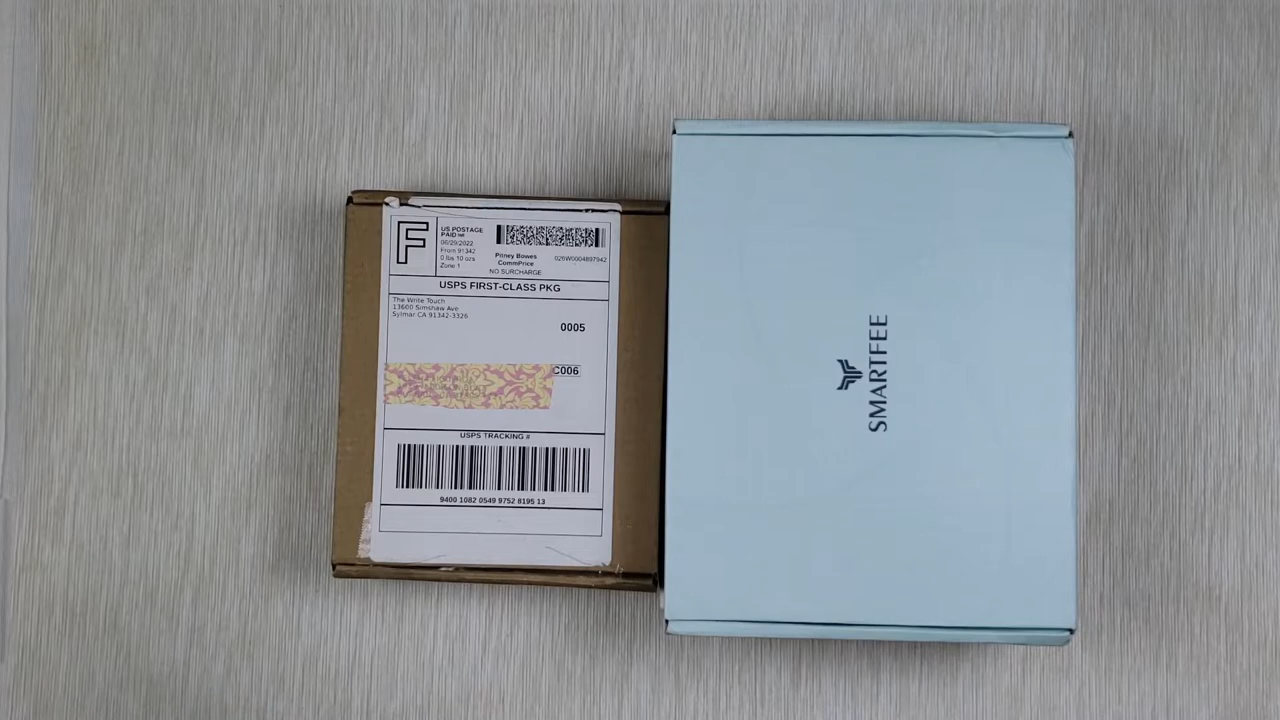 F
US POSTAGE
PAID IMI
06/29/2022
From 91342
0 lbs 10 ozs
Zone 1
Pitney Bowes
CommPrice
NO SURCHARGE
026W0004897942
USPS FIRST-CLASS PKG
The Write Touch
13600 Simshaw Ave
Sylmar CA 91342-3326
0005
C006
USPS TRACKING #
9400 1082 0549 9752 8195 13
SMARTFEE